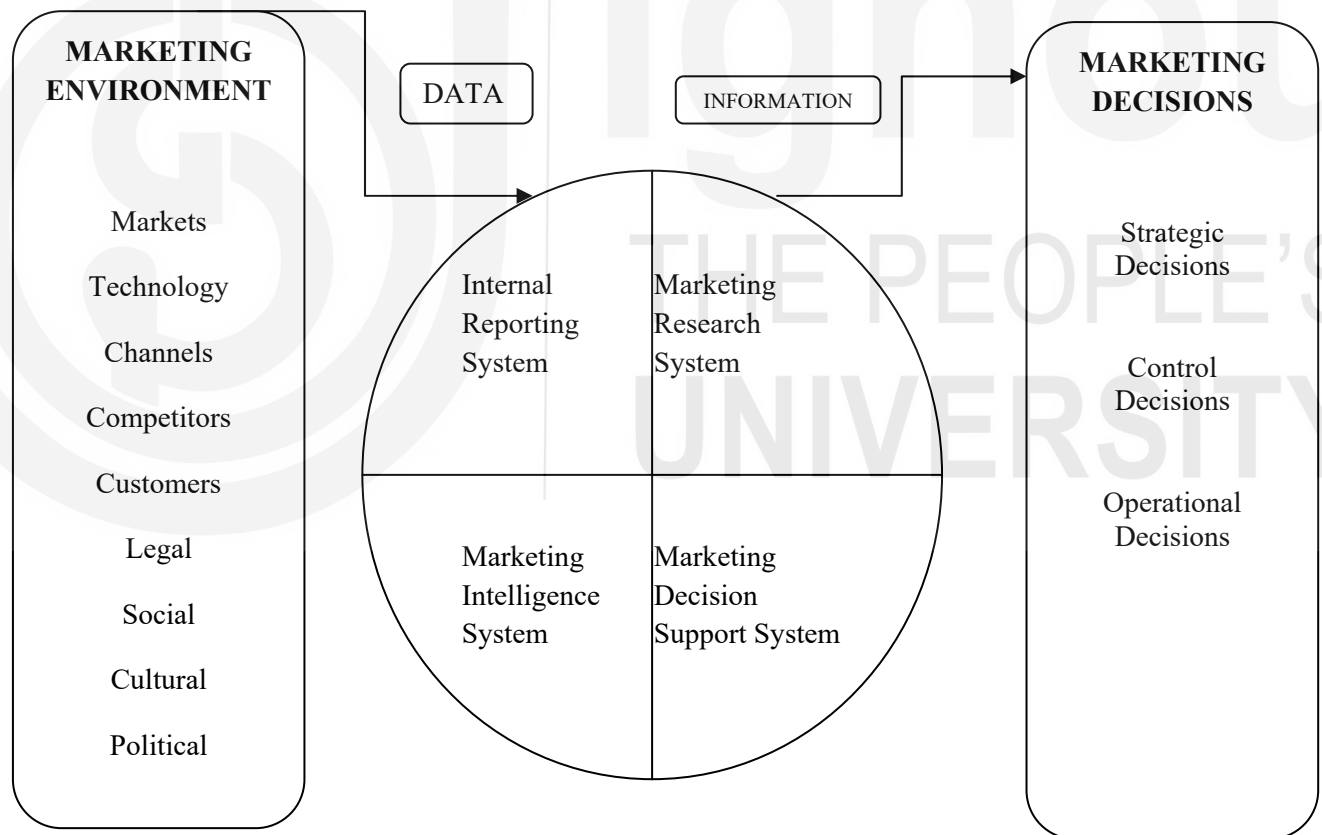 MARKETING
ENVIRONMENT
Markets
Technology
Channels
Competitors
Customers
Legal
Social
Cultural
Political
DATA
INFORMATION
Internal
Reporting
System
Marketing
Research
System
Marketing
Intelligence
System
Marketing
Decision
Support System
MARKETING
DECISIONS
Strategic
Decisions
Control
Decisions
Operational
Decisions
ignou
THE PEOPLE'S
UNIVERSITY